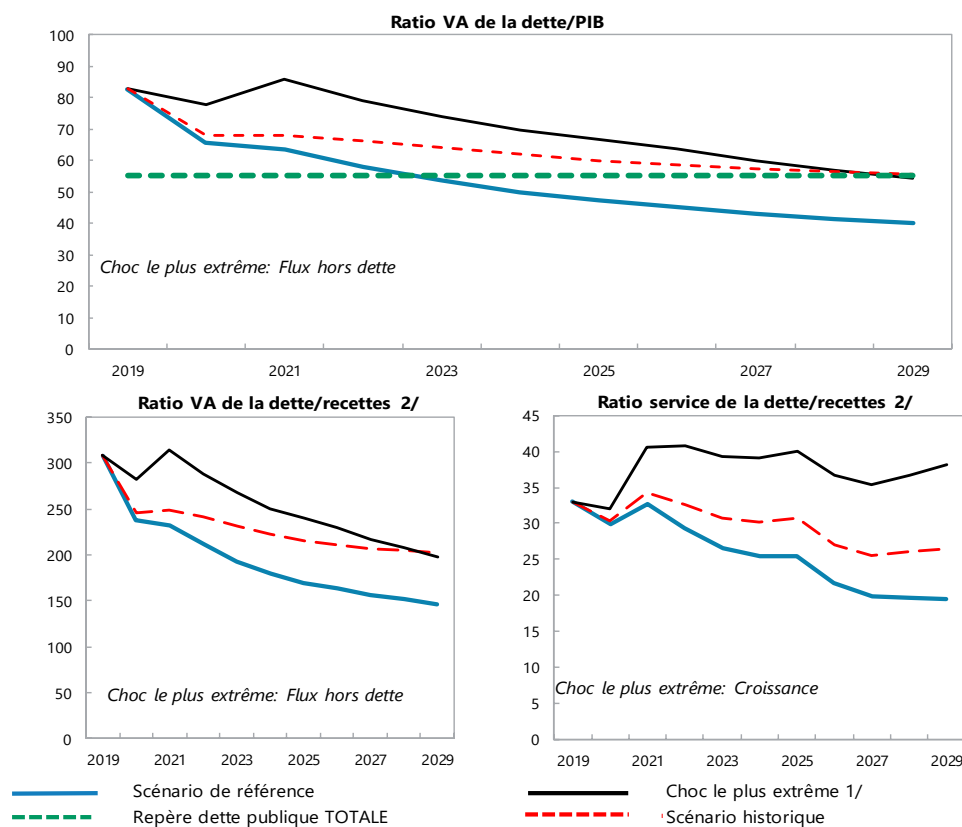 Ratio VA de la dette/PIB
100
90
80
70
60
50
40
30
20
10
0
Choc le plus extrême: Flux hors dette
2019 2021 2023 2025 2027 2029
Ratio VA de la dette/recettes 2/
350
300
250
200
150
100
50
0
Choc le plus extrême: Flux hors dette
2019 2021 2023 2025 2027 2029
Ratio service de la dette/recettes 2/
45
40
35
30
25
20
15
10
5
0
Choc le plus extrême: Croissance
2019 2021 2023 2025 2027 2029
Scénario de référence
Repère dette publique TOTALE
Choc le plus extrême 1/
Scénario historique